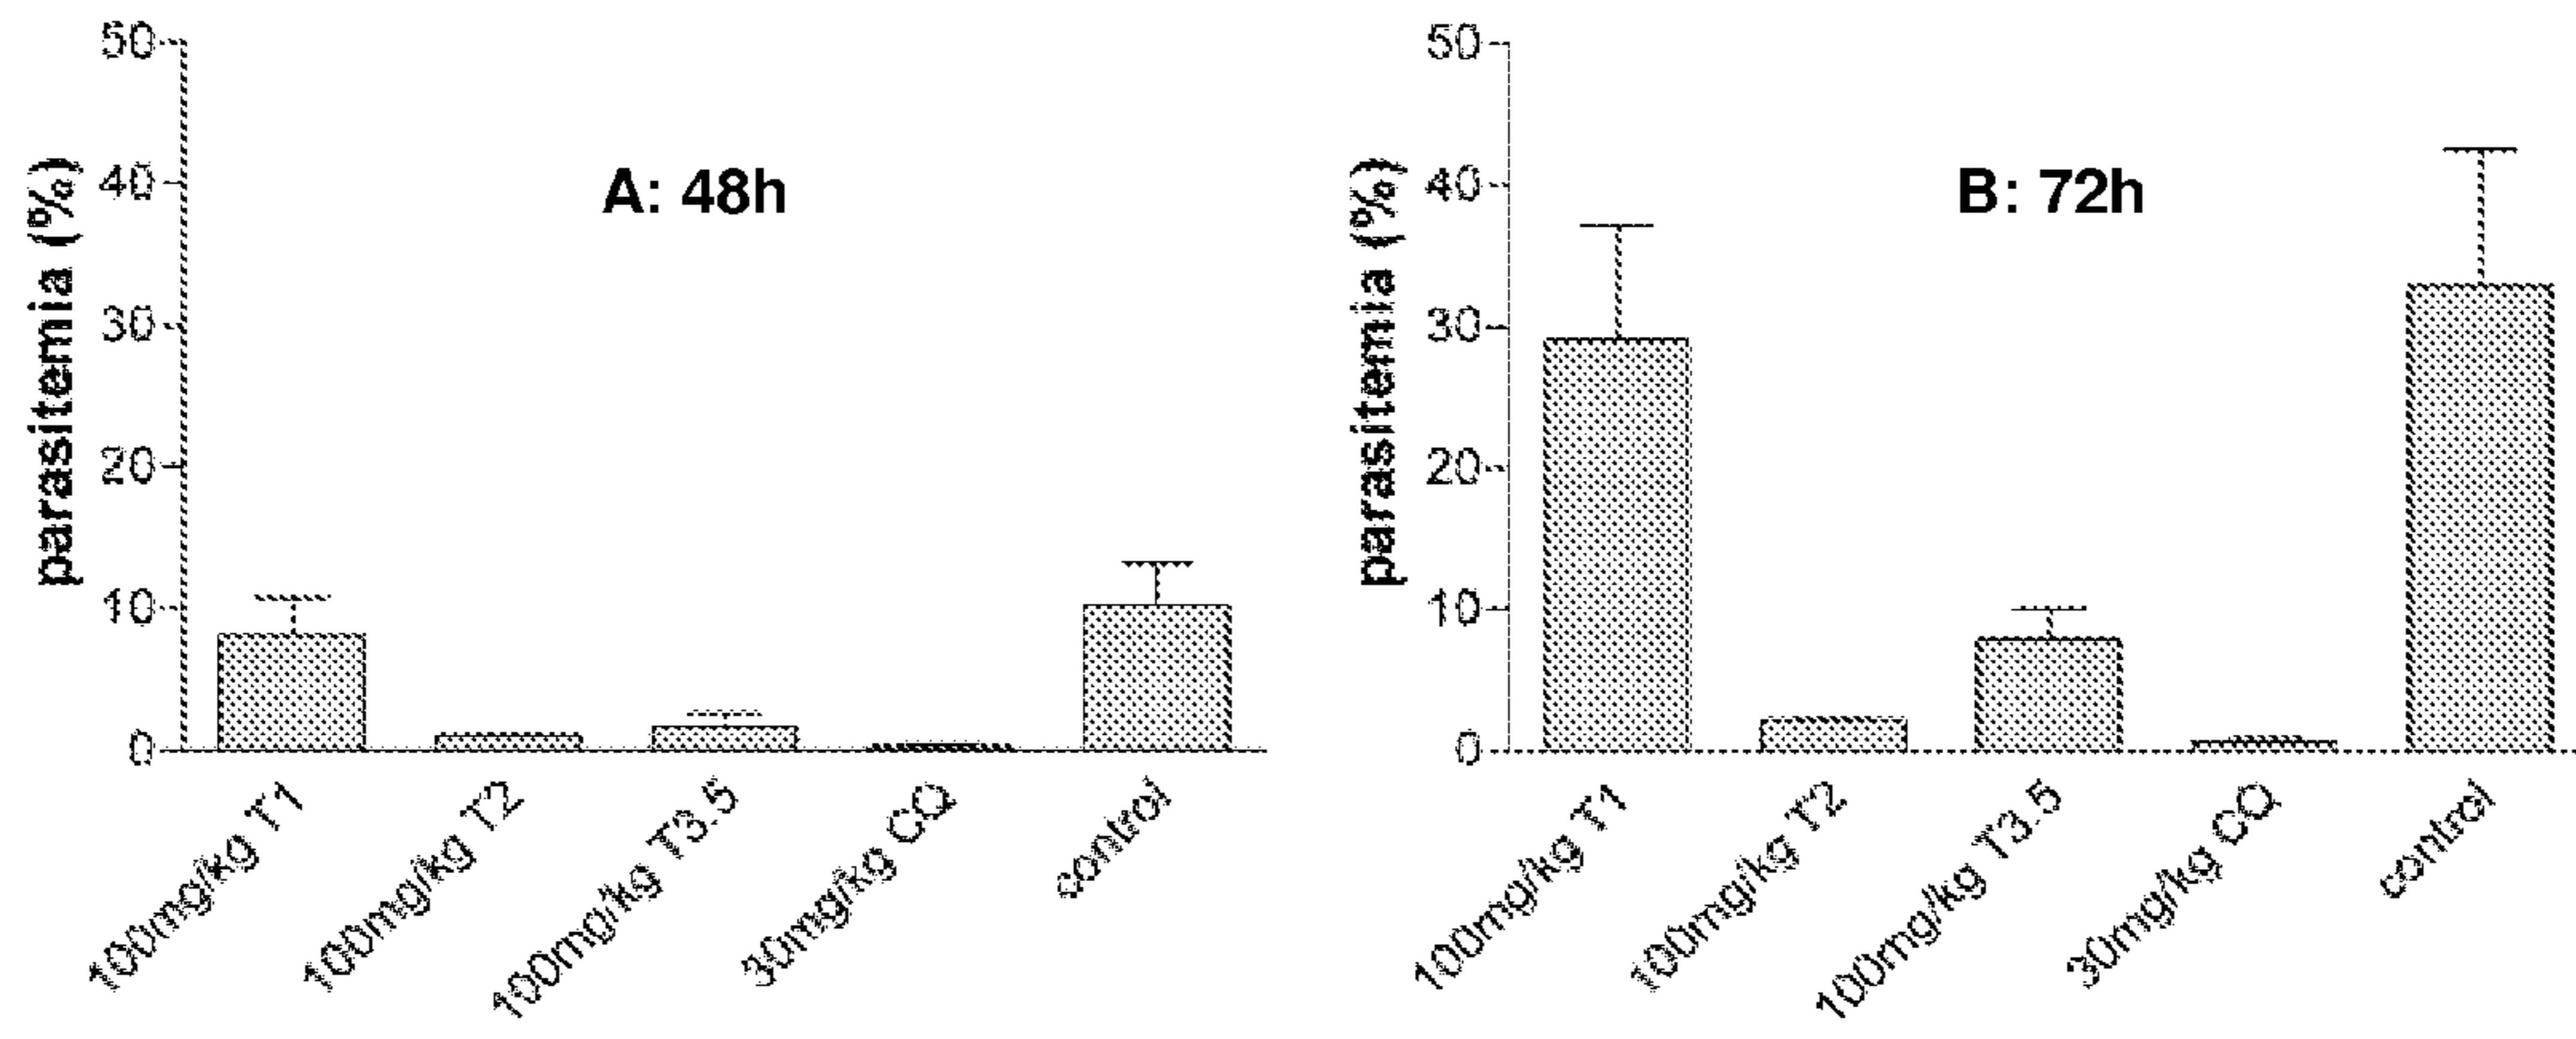 parasitemia (%)
50
40
30
20
10
0
A: 48h
100mg/kg T1
100mg/kg T2
100mg/kg T3.5
30mg/kg CQ
control
parasitemia (%)
50
40
30
20
10
0
B: 72h
100mg/kg T1
100mg/kg T2
100mg/kg T3.5
30mg/kg CQ
control